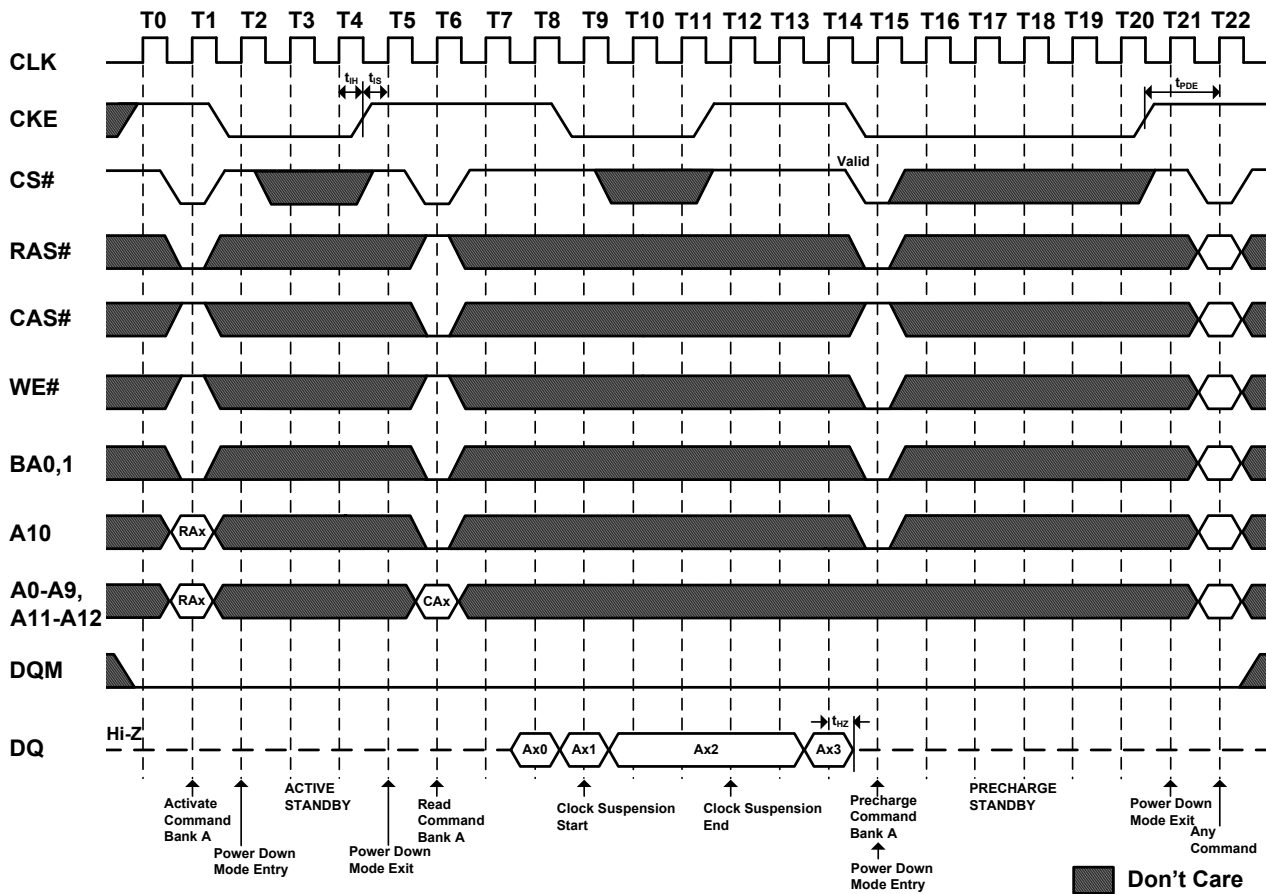 T0 T1 T2 T3 T4 T5 T6 T7 T8 T9 T10 T11 T12 T13 T14 T15 T16 T17 T18 T19 T20 T21 T22
CLK
tIH tIS
tPDE
CKE
Valid
CS#
RAS#
CAS#
WE#
BA0,1
A10
RAx
A0-A9,
A11-A12
RAx
CAx
DQM
Hi-Z
tHZ
DQ
Ax0
Ax1
Ax2
Ax3
Activate
Command
Bank A
Power Down
Mode Entry
ACTIVE
STANDBY
Power Down
Mode Exit
Read
Command
Bank A
Clock Suspension
Start
Clock Suspension
End
Precharge
Command
Bank A
Power Down
Mode Entry
PRECHARGE
STANDBY
Power Down
Mode Exit
Any
Command
Don't Care